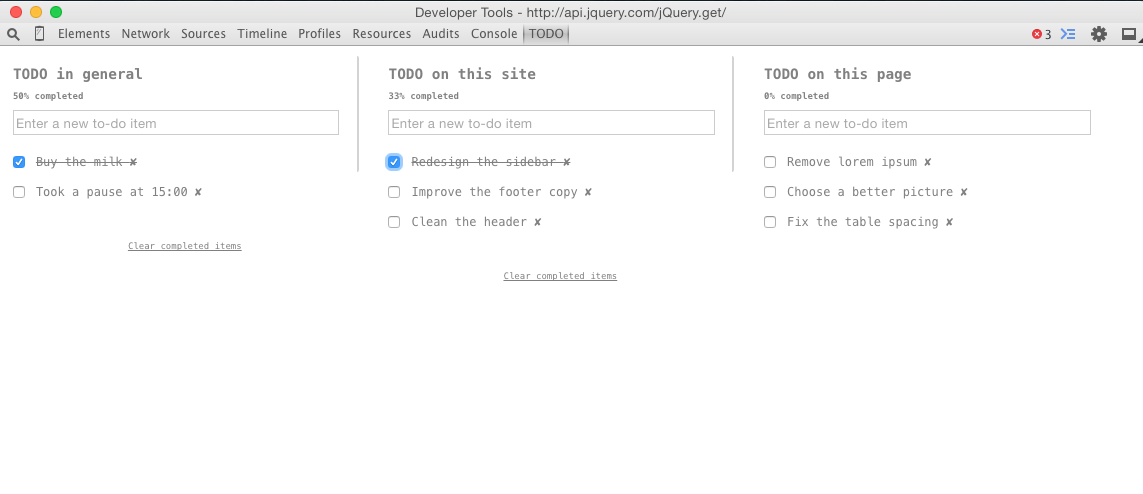 Developer Tools - http://api.jquery.com/jQuery.get/
Elements Network Sources Timeline Profiles Resources Audits Console TODO 3
TODO in general
50% completed
Enter a new to-do item
Buy the milk ✘
Took a pause at 15:00 ✘
Clear completed items
TODO on this site
33% completed
Enter a new to-do item
Redesign the sidebar ✘
Improve the footer copy ✘
Clean the header ✘
Clear completed items
TODO on this page
0% completed
Enter a new to-do item
Remove lorem ipsum ✘
Choose a better picture ✘
Fix the table spacing ✘